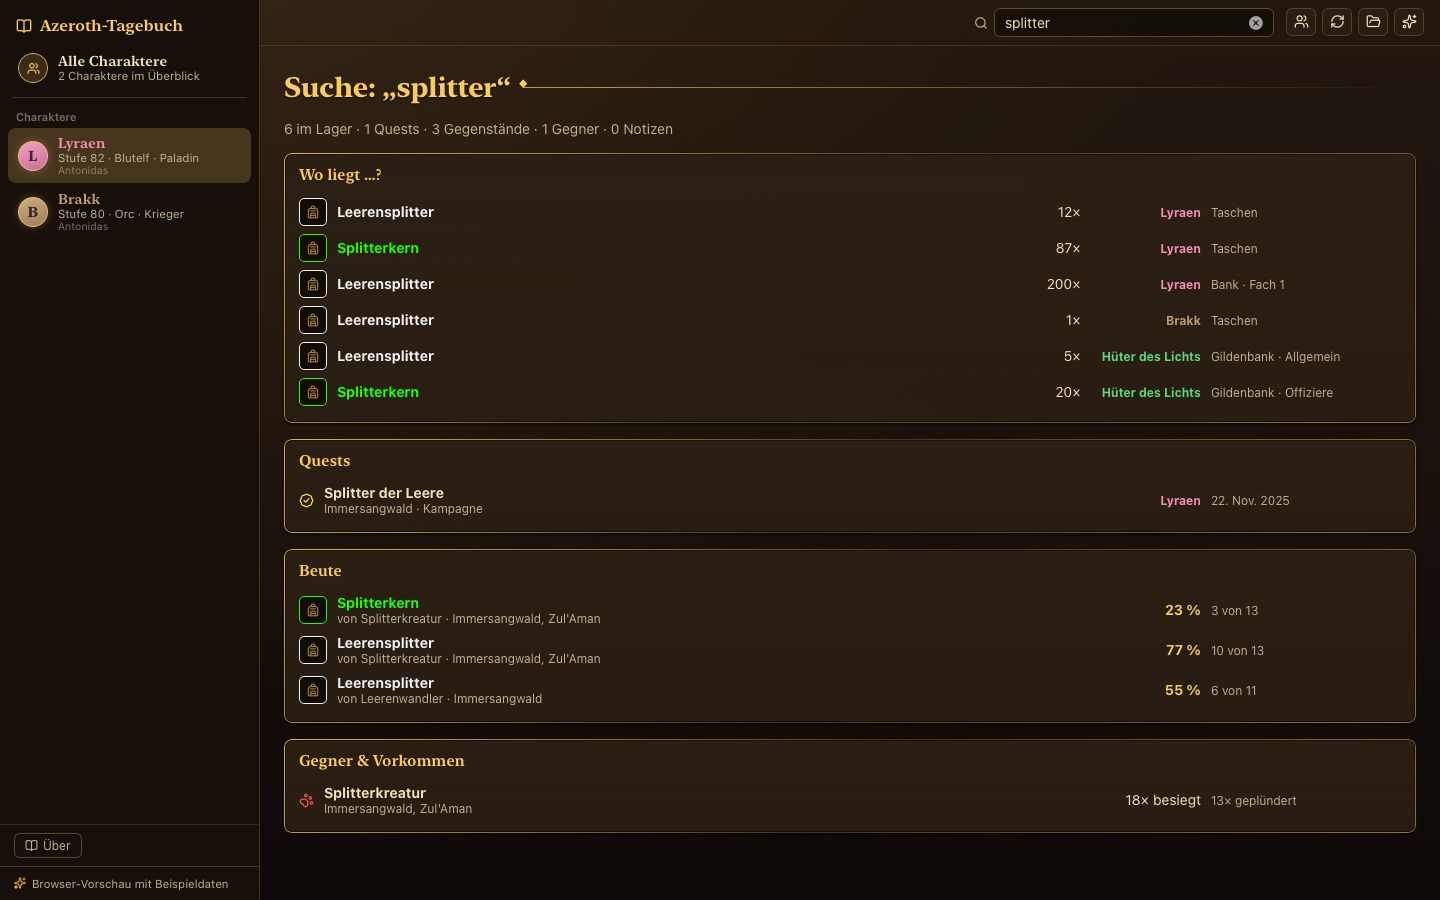 Azeroth-Tagebuch
Alle Charaktere
2 Charaktere im Überblick
Charaktere
L
Lyraen
Stufe 82 · Blutelf · Paladin
Antonidas
B
Brakk
Stufe 80 · Orc · Krieger
Antonidas
Über
Browser-Vorschau mit Beispieldaten
splitter
Suche: „splitter“
6 im Lager · 1 Quests · 3 Gegenstände · 1 Gegner · 0 Notizen
Wo liegt …?
Leerensplitter 12× Lyraen Taschen
Splitterkern 87× Lyraen Taschen
Leerensplitter 200× Lyraen Bank · Fach 1
Leerensplitter 1× Brakk Taschen
Leerensplitter 5× Hüter des Lichts Gildenbank · Allgemein
Splitterkern 20× Hüter des Lichts Gildenbank · Offiziere
Quests
Splitter der Leere
Immersangwald · Kampagne
Lyraen 22. Nov. 2025
Beute
Splitterkern
von Splitterkreatur · Immersangwald, Zul'Aman
23 % 3 von 13
Leerensplitter
von Splitterkreatur · Immersangwald, Zul'Aman
77 % 10 von 13
Leerensplitter
von Leerenwandler · Immersangwald
55 % 6 von 11
Gegner & Vorkommen
Splitterkreatur
Immersangwald, Zul'Aman
18× besiegt 13× geplündert